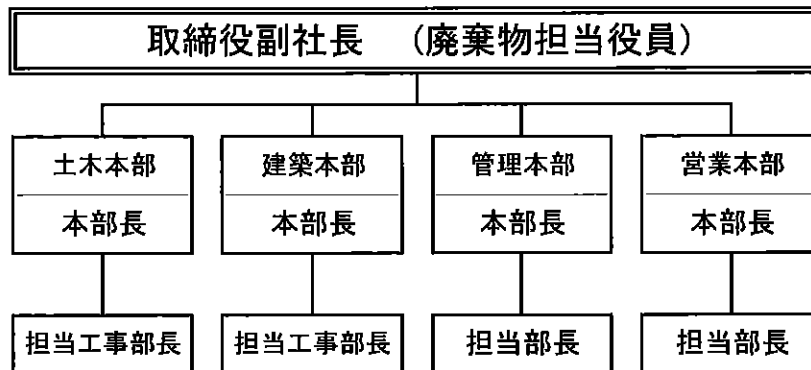 取締役副社長 （廃棄物担当役員）
土木本部 建築本部 管理本部 営業本部
本部長 本部長 本部長 本部長
担当工事部長 担当工事部長 担当部長 担当部長